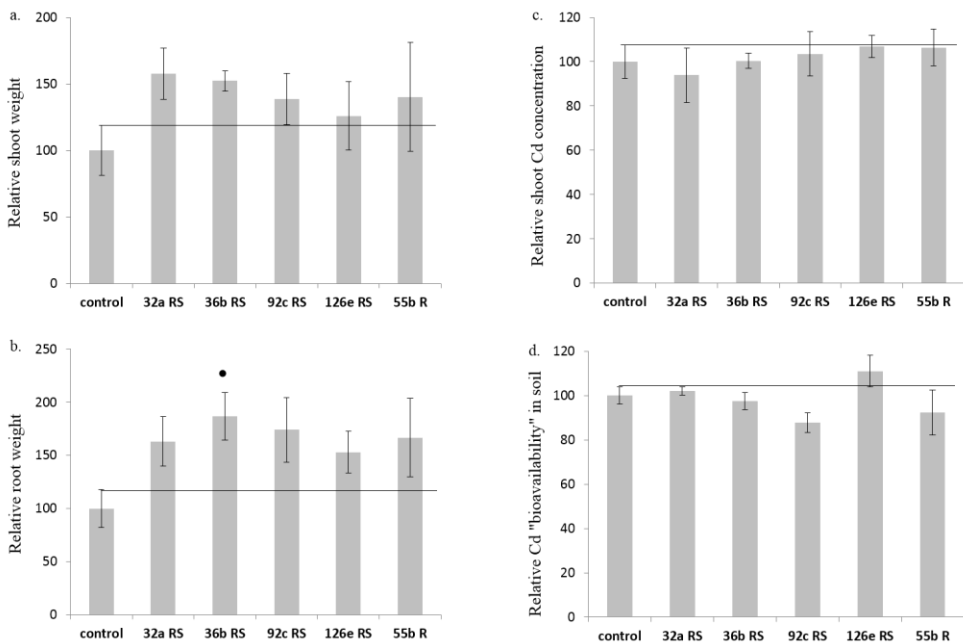 a.
Relative shoot weight
200
150
100
50
0
control 32a RS 36b RS 92c RS 126e RS 55b R
b.
Relative root weight
250
200
150
100
50
0
control 32a RS 36b RS 92c RS 126e RS 55b R
c.
Relative shoot Cd concentration
120
100
80
60
40
20
0
control 32a RS 36b RS 92c RS 126e RS 55b R
d.
Relative Cd "bioavailability" in soil
120
100
80
60
40
20
0
control 32a RS 36b RS 92c RS 126e RS 55b R